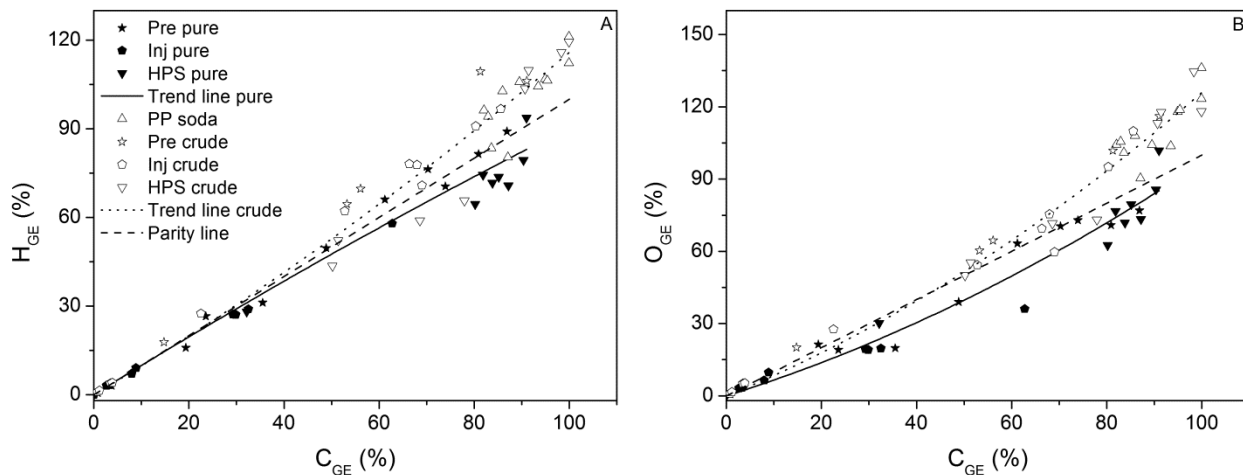 A
Pre pure
Inj pure
HPS pure
Trend line pure
PP soda
Pre crude
Inj crude
HPS crude
Trend line crude
Parity line
120
90
60
30
0
H_GE (%)
0 20 40 60 80 100
C_GE (%)
B
150
120
90
60
30
0
O_GE (%)
0 20 40 60 80 100
C_GE (%)